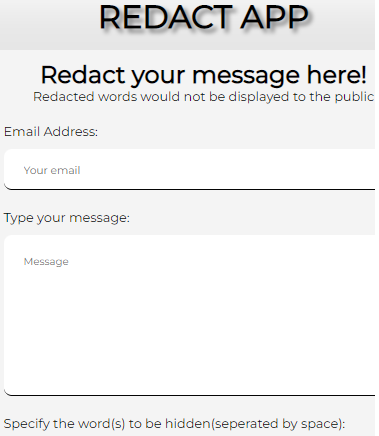 REDACT APP
Redact your message here!
Redacted words would not be displayed to the public
Email Address:
Your email
Type your message:
Message
Specify the word(s) to be hidden(seperated by space):